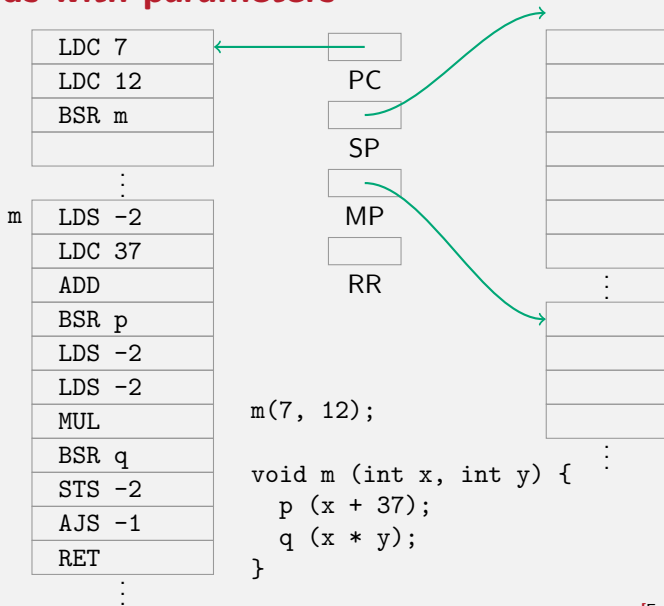 with parameters
LDC 7
LDC 12
BSR m
PC
SP
MP
RR
m
LDS -2
LDC 37
ADD
BSR p
LDS -2
LDS -2
MUL
BSR q
STS -2
AJS -1
RET
m(7, 12);
void m (int x, int y) {
p (x + 37);
q (x * y);
}